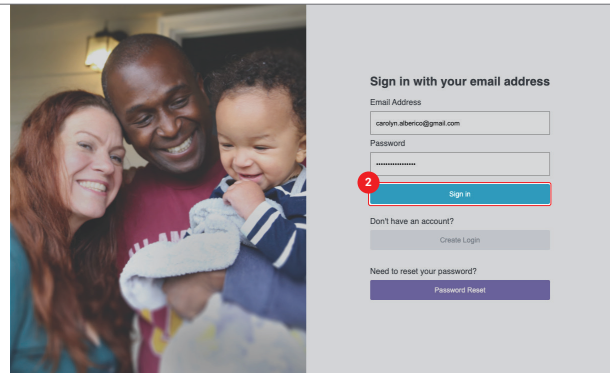 Sign in with your email address
Email Address
carolyn.alberico@gmail.com
Password
2
Sign in
Don't have an account?
Create Login
Need to reset your password?
Password Reset